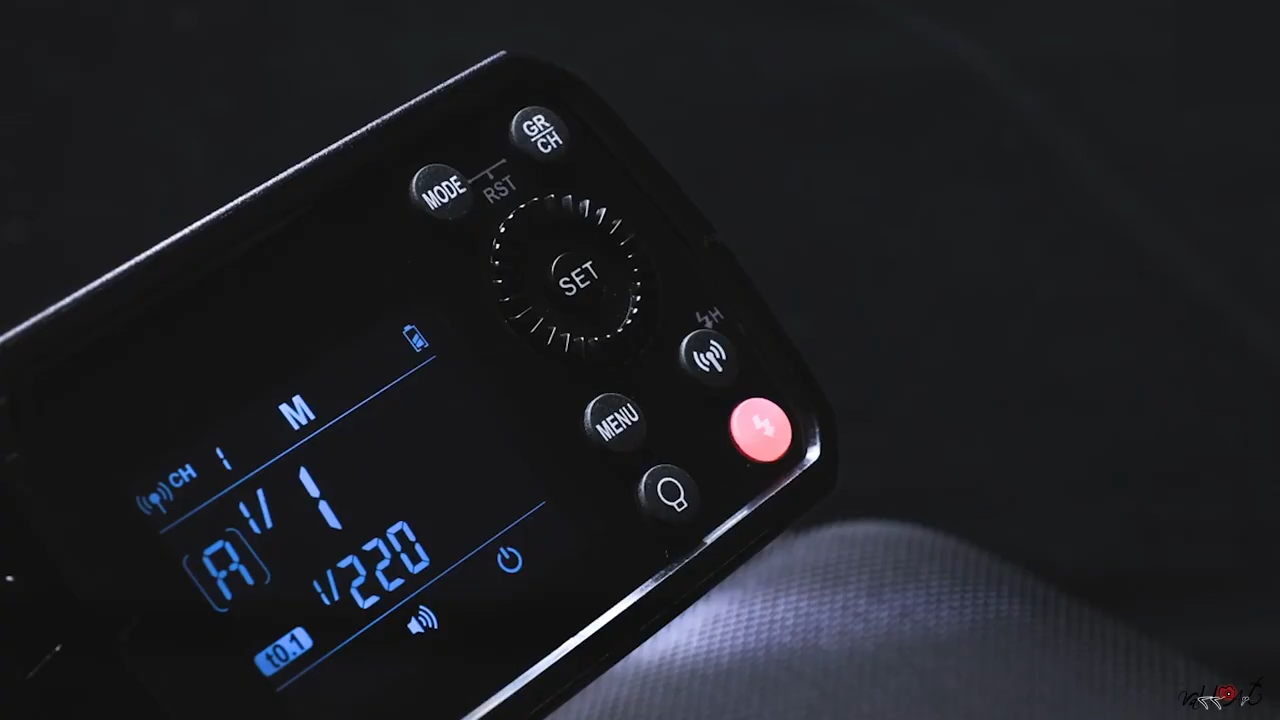 GR/CH
MODE
RST
SET
H
MENU
M
CH 1
A 1/1
1/220
t0.1